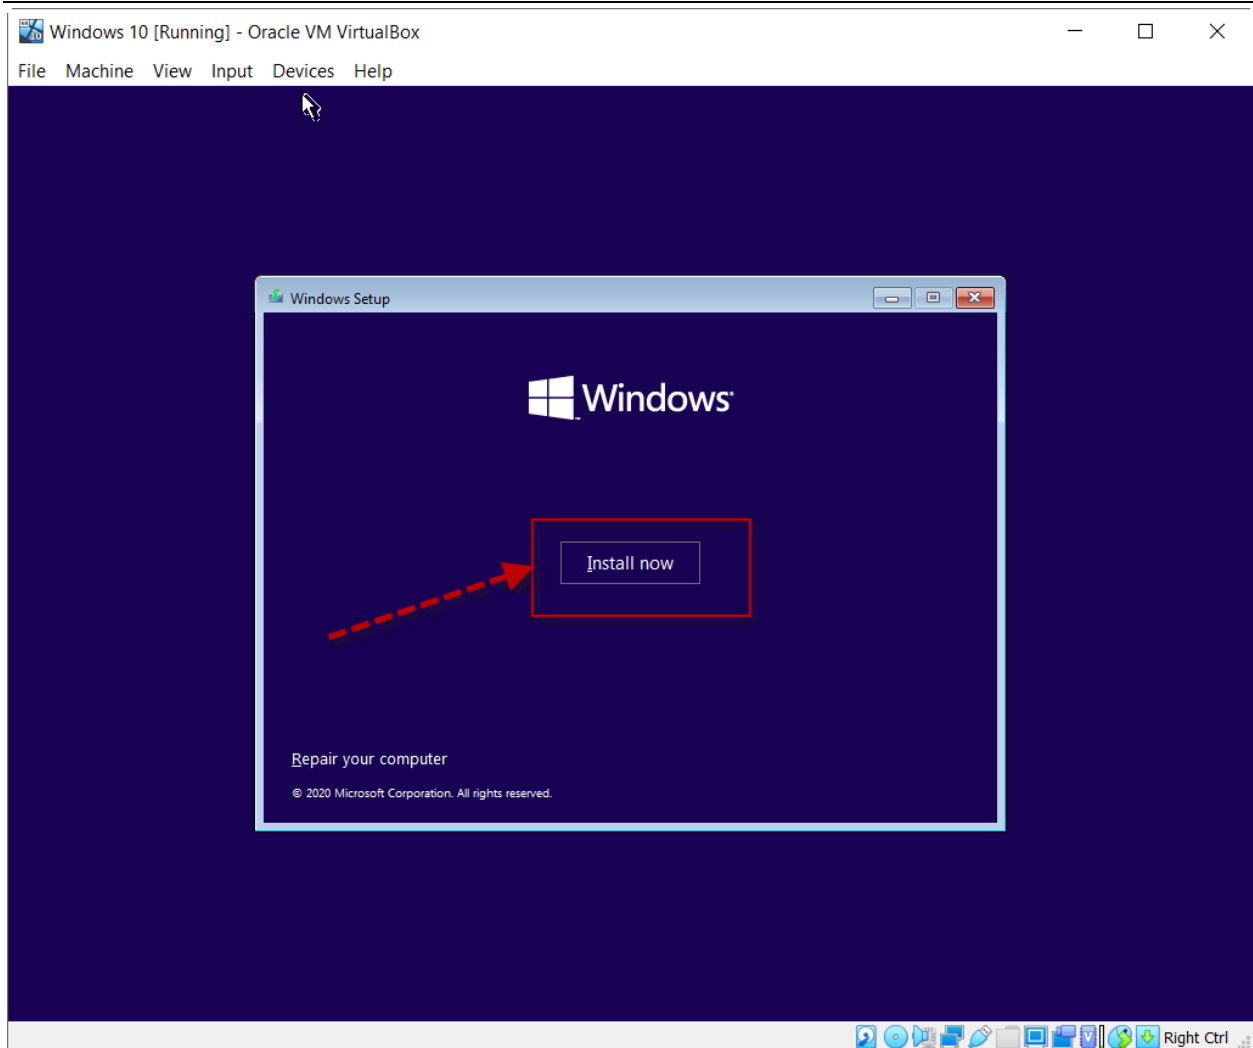 Windows 10 [Running] - Oracle VM VirtualBox
File Machine View Input Devices Help
Windows Setup
Windows
Install now
Repair your computer
© 2020 Microsoft Corporation. All rights reserved.
Right Ctrl